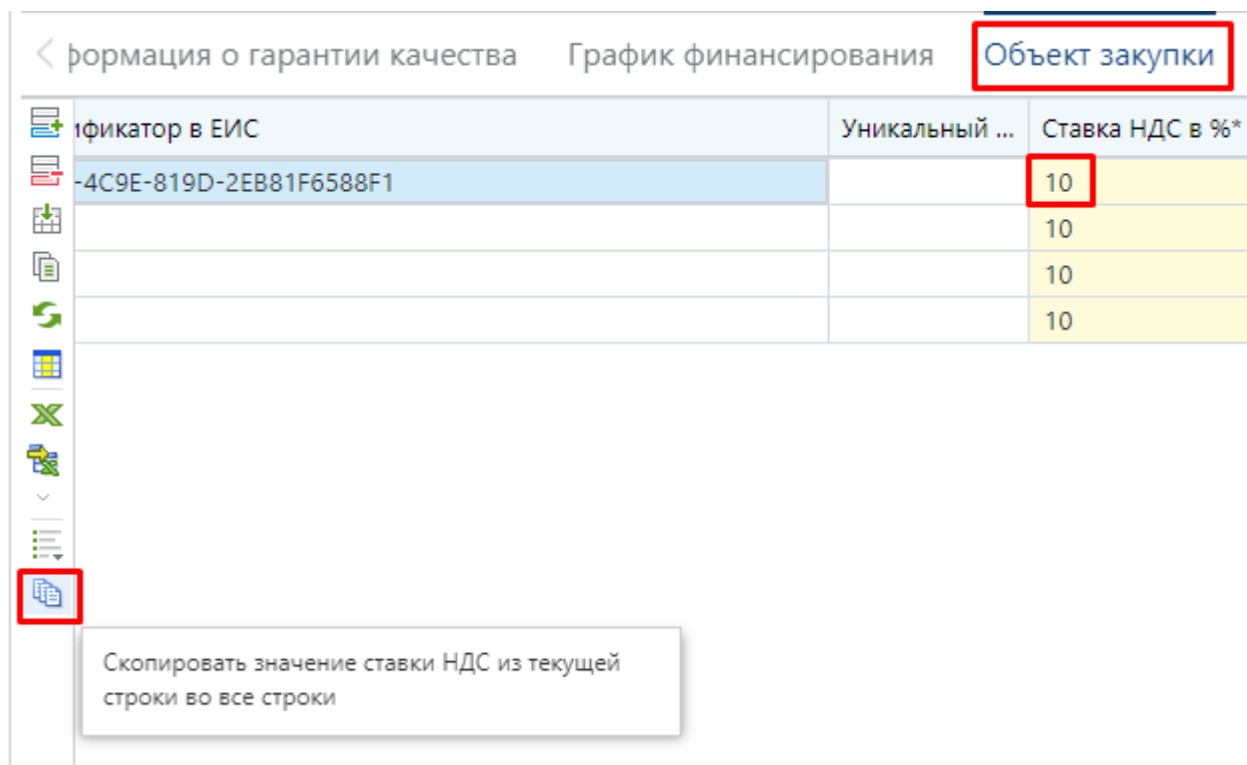 формация о гарантии качества График финансирования Объект закупки
ификатор в ЕИС Уникальный ... Ставка НДС в %*
-4C9E-819D-2EB81F6588F1 10
10
10
10
Скопировать значение ставки НДС из текущей
строки во все строки